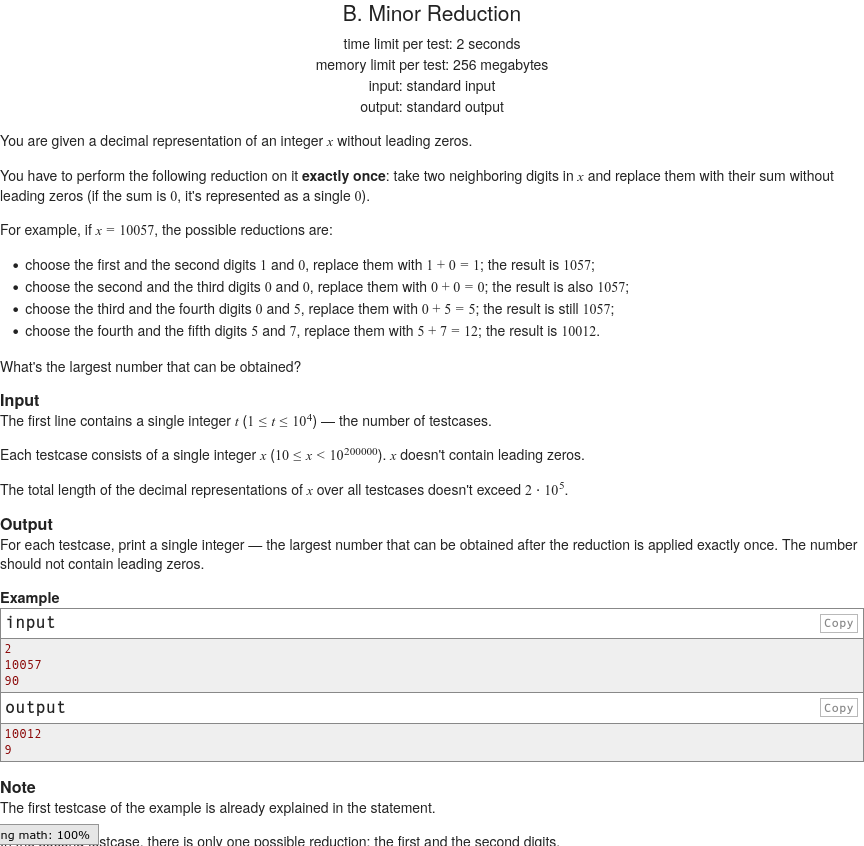 B. Minor Reduction
time limit per test: 2 seconds
memory limit per test: 256 megabytes
input: standard input
output: standard output
You are given a decimal representation of an integer x without leading zeros.
You have to perform the following reduction on it exactly once: take two neighboring digits in x and replace them with their sum without
leading zeros (if the sum is 0, it's represented as a single 0).
For example, if x = 10057, the possible reductions are:
• choose the first and the second digits 1 and 0, replace them with 1 + 0 = 1; the result is 1057;
• choose the second and the third digits 0 and 0, replace them with 0 + 0 = 0; the result is also 1057;
• choose the third and the fourth digits 0 and 5, replace them with 0 + 5 = 5; the result is still 1057;
• choose the fourth and the fifth digits 5 and 7, replace them with 5 + 7 = 12; the result is 10012.
What's the largest number that can be obtained?
Input
The first line contains a single integer t (1 ≤ t ≤ 10⁴) — the number of testcases.
Each testcase consists of a single integer x (10 ≤ x < 10²⁰⁰⁰⁰⁰). x doesn't contain leading zeros.
The total length of the decimal representations of x over all testcases doesn't exceed 2 · 10⁵.
Output
For each testcase, print a single integer — the largest number that can be obtained after the reduction is applied exactly once. The number
should not contain leading zeros.
Example
input Copy
2
10057
90
output Copy
10012
9
Note
The first testcase of the example is already explained in the statement.
ng math: 100%
stcase, there is only one possible reduction: the first and the second digits.